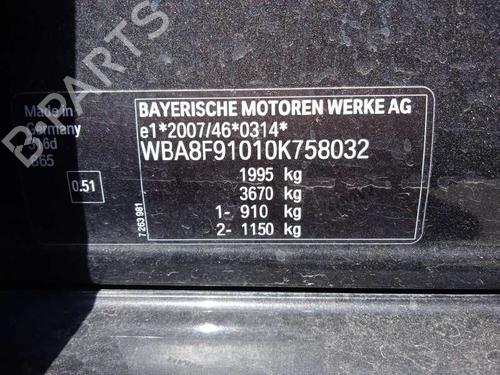 B PARTS
Made in
Germany
BAYERISCHE MOTOREN WERKE AG
e1*2007/46*0314*
WBA8F91010K758032
1995 kg
3670 kg
1- 910 kg
2- 1150 kg
0.51
7 263 981